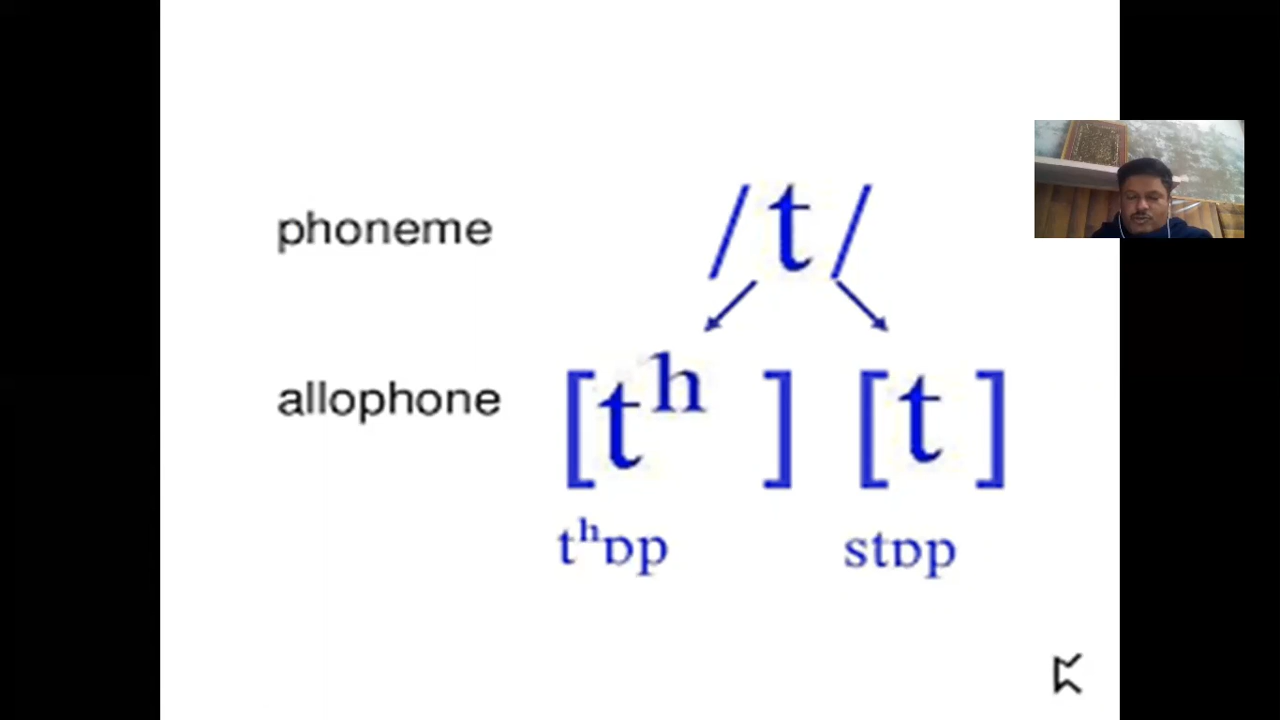 phoneme /t/
allophone [tʰ ] [t]
tʰɒp stɒp